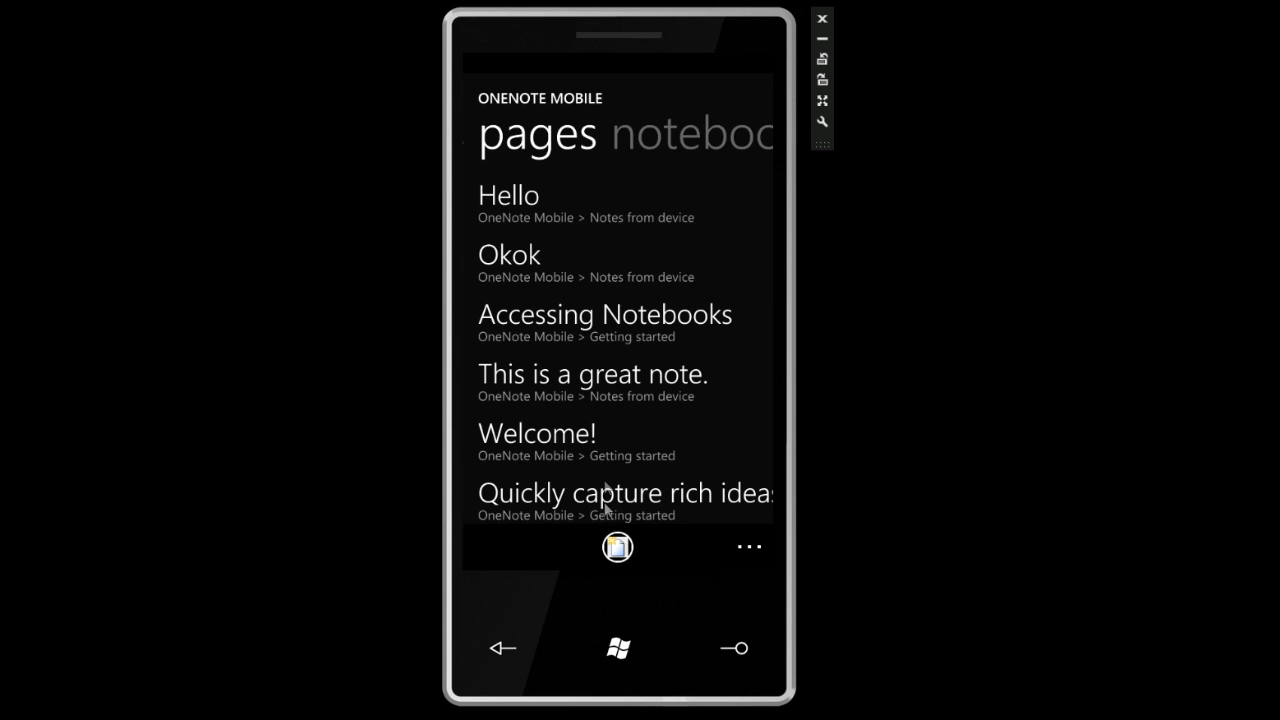 ONENOTE MOBILE
pages noteboo
Hello
OneNote Mobile > Notes from device
Okok
OneNote Mobile > Notes from device
Accessing Notebooks
OneNote Mobile > Getting started
This is a great note.
OneNote Mobile > Notes from device
Welcome!
OneNote Mobile > Getting started
Quickly capture rich ideas
OneNote Mobile > Getting started